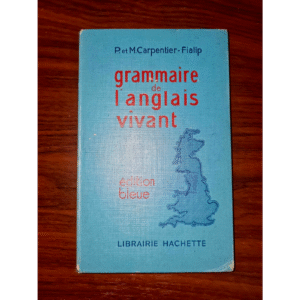 P. et M. Carpentier-Fialip
grammaire
de
l'anglais
vivant
édition
bleue
LIBRAIRIE HACHETTE